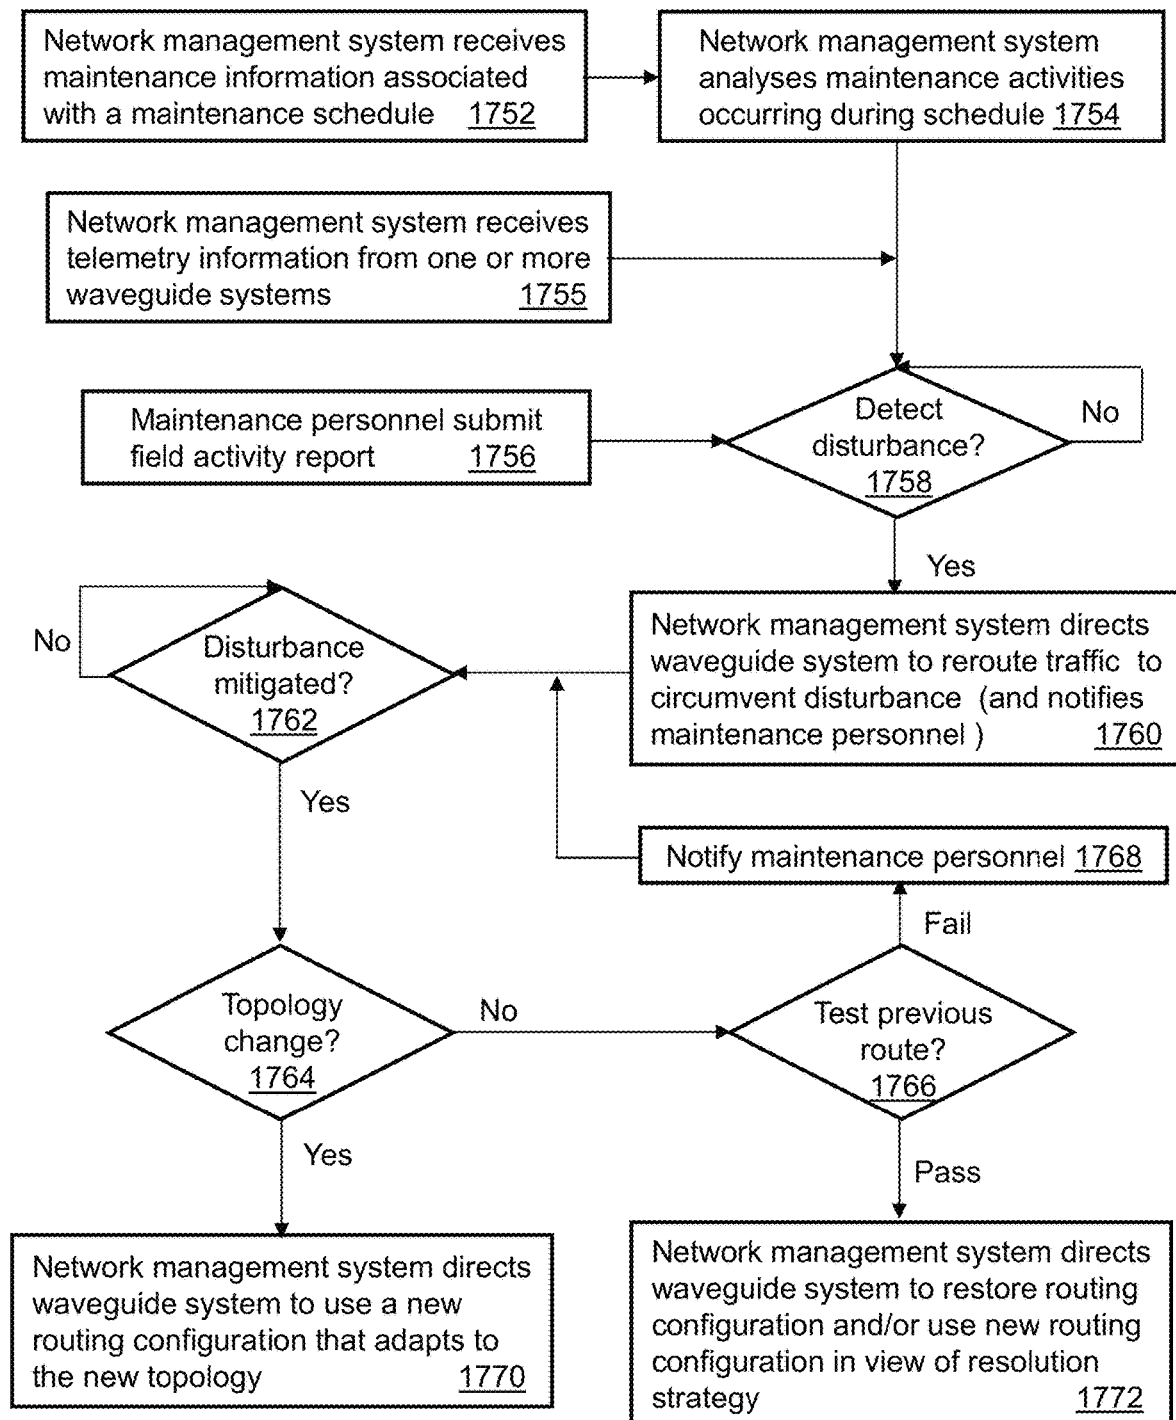 Network management system receives
maintenance information associated
with a maintenance schedule 1752
Network management system
analyses maintenance activities
occurring during schedule 1754
Network management system receives
telemetry information from one or more
waveguide systems 1755
Maintenance personnel submit
field activity report 1756
Detect
disturbance?
1758
No
Yes
Network management system directs
waveguide system to reroute traffic to
circumvent disturbance (and notifies
maintenance personnel ) 1760
Disturbance
mitigated?
1762
No
Yes
Notify maintenance personnel 1768
Fail
Topology
change?
1764
No
Test previous
route?
1766
Yes
Pass
Network management system directs
waveguide system to use a new
routing configuration that adapts to
the new topology 1770
Network management system directs
waveguide system to restore routing
configuration and/or use new routing
configuration in view of resolution
strategy 1772